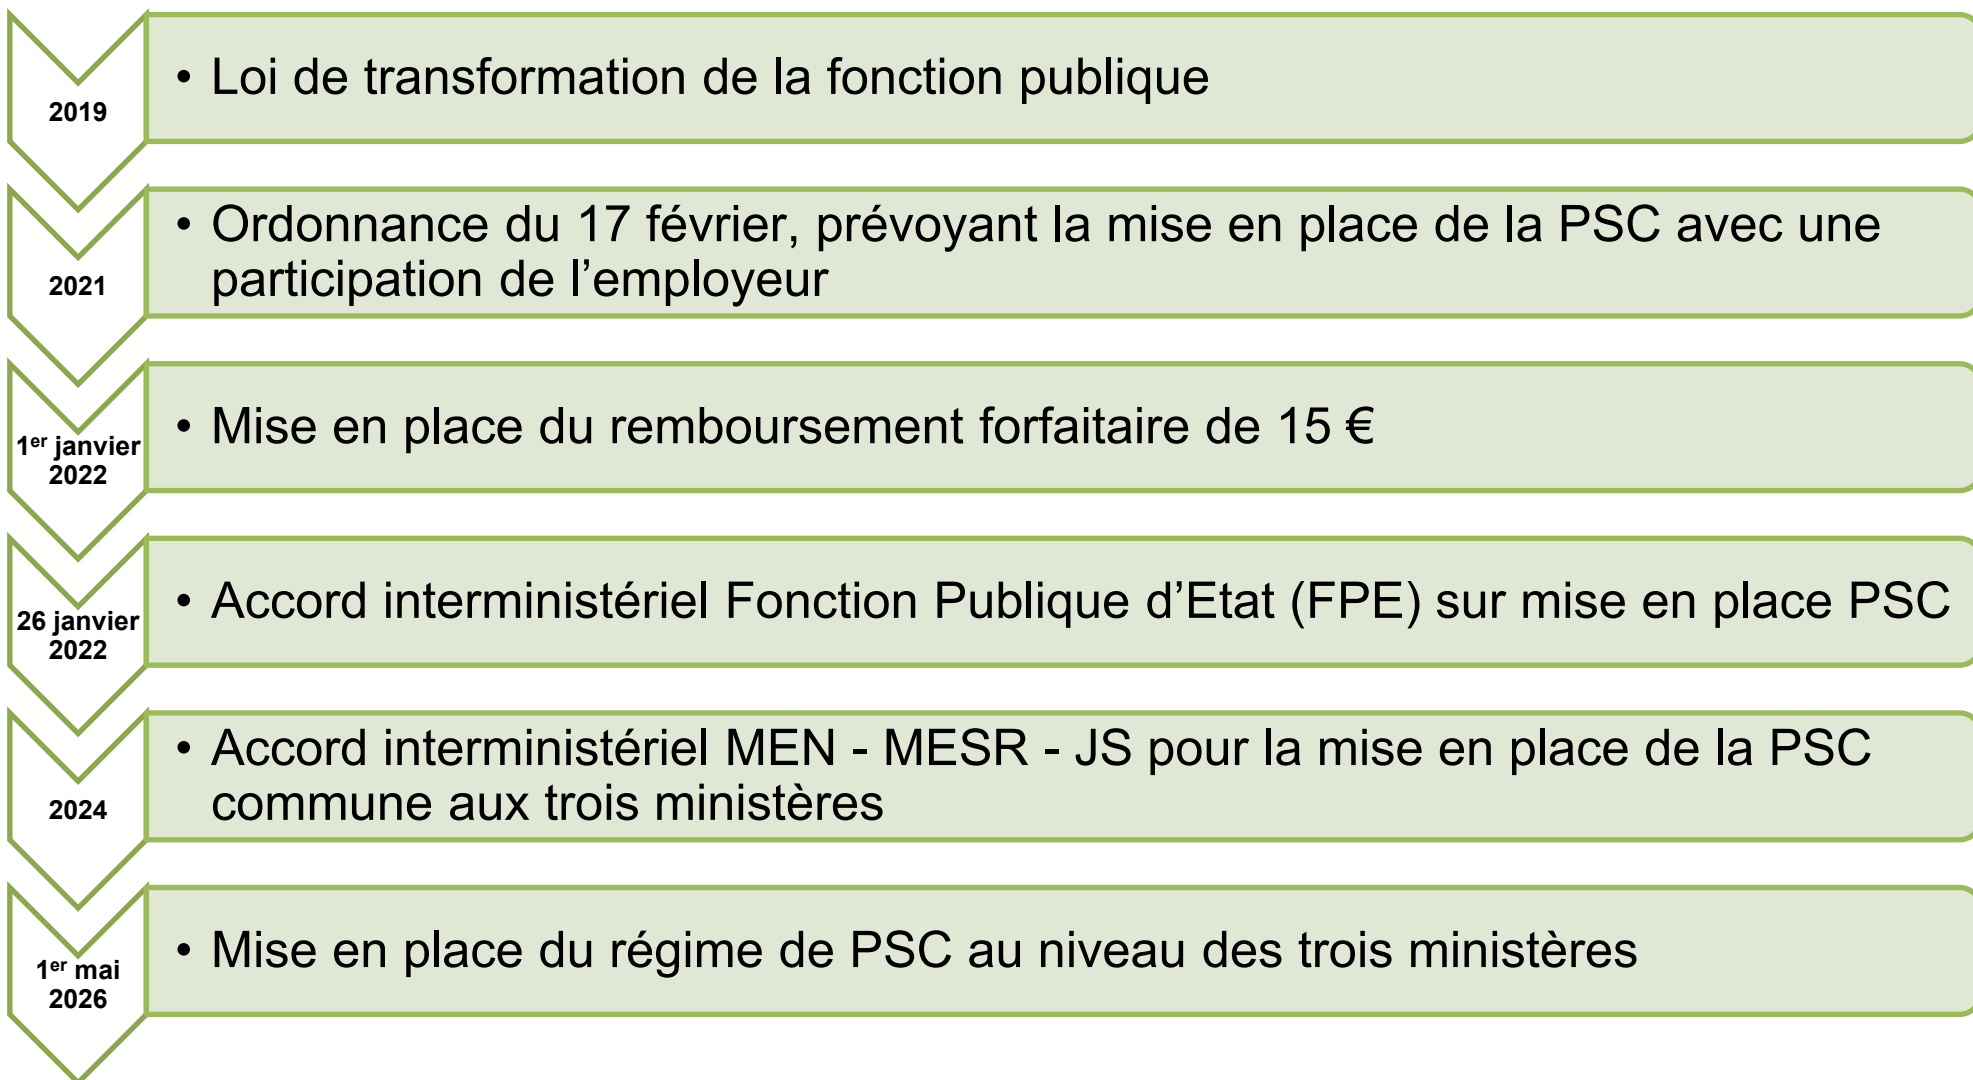 2019
• Loi de transformation de la fonction publique
2021
• Ordonnance du 17 février, prévoyant la mise en place de la PSC avec une
participation de l’employeur
1er janvier
2022
• Mise en place du remboursement forfaitaire de 15 €
26 janvier
2022
• Accord interministériel Fonction Publique d’Etat (FPE) sur mise en place PSC
2024
• Accord interministériel MEN - MESR - JS pour la mise en place de la PSC
commune aux trois ministères
1er mai
2026
• Mise en place du régime de PSC au niveau des trois ministères